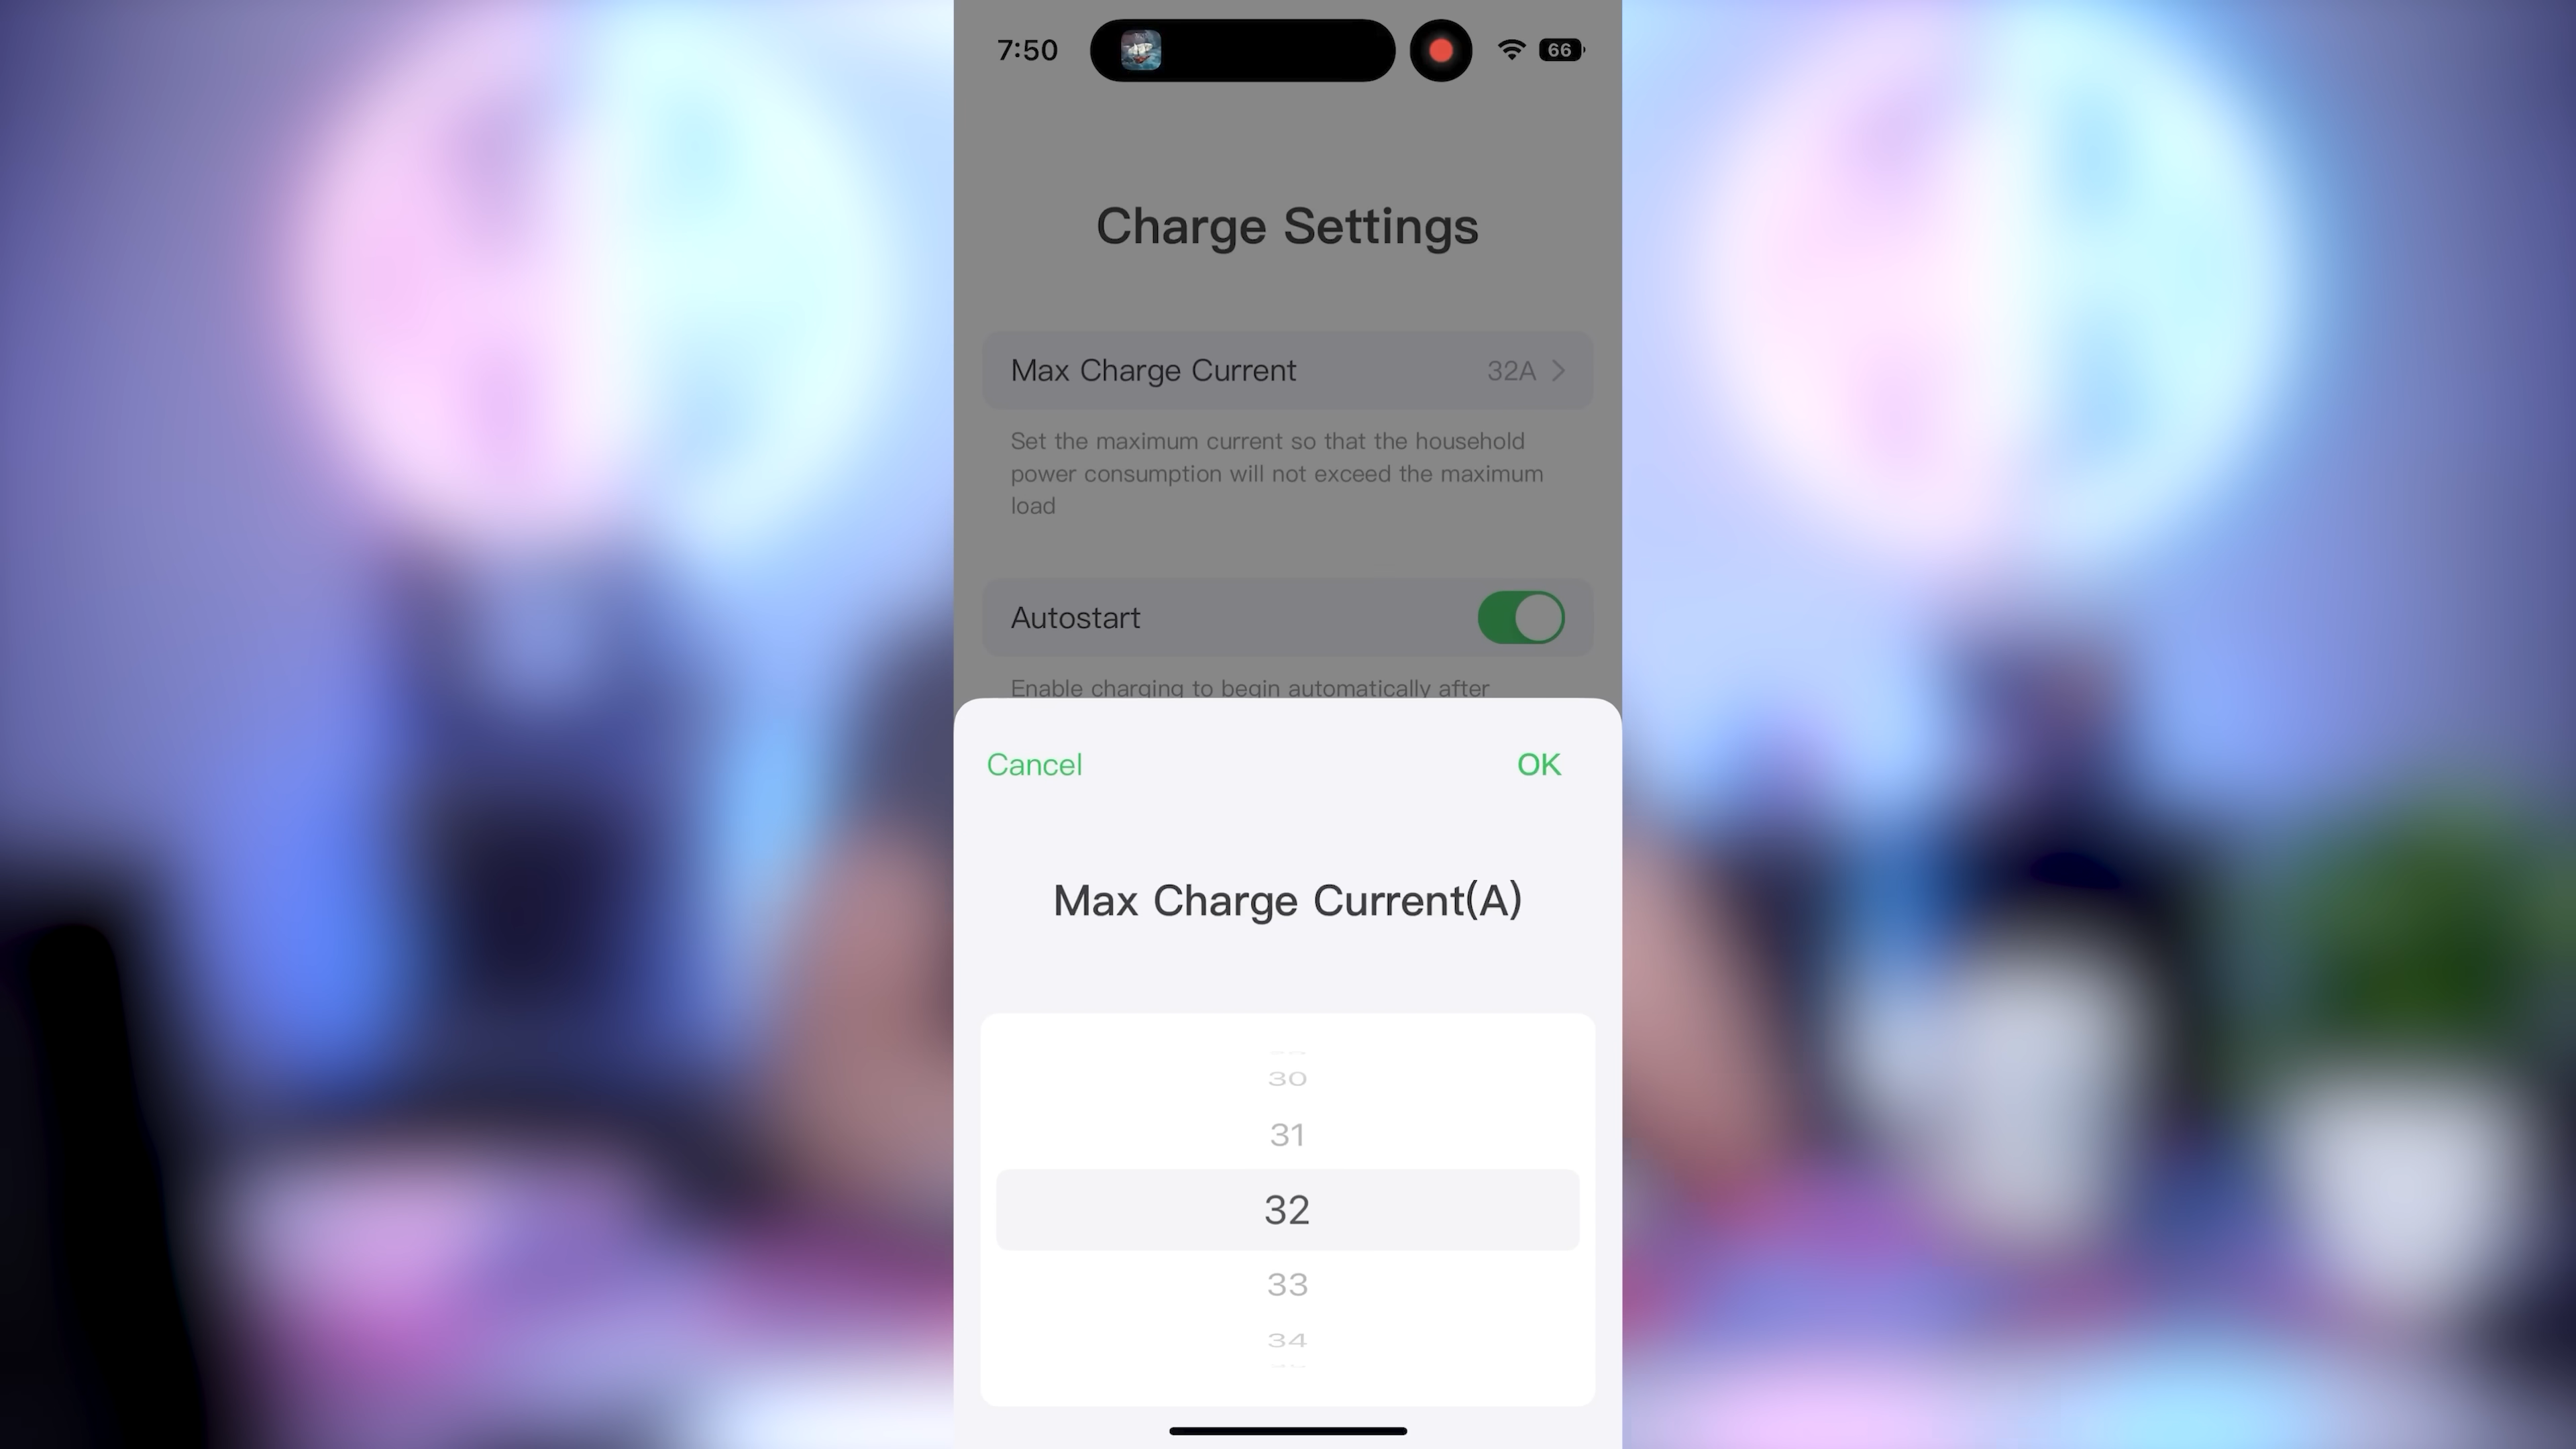 7:50
66
Charge Settings
Max Charge Current 32A
Set the maximum current so that the household
power consumption will not exceed the maximum
load
Autostart
Enable charging to begin automatically after
Cancel OK
Max Charge Current(A)
30
31
32
33
34